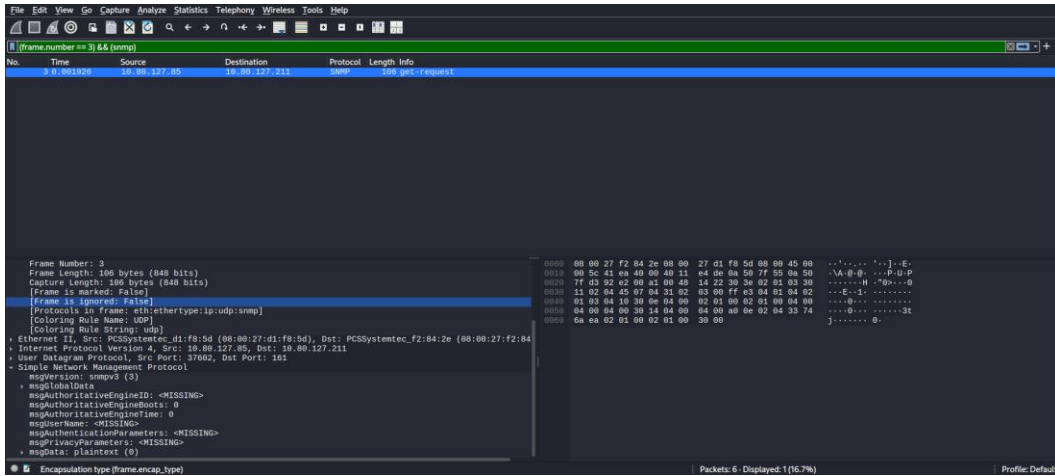 File Edit View Go Capture Analyze Statistics Telephony Wireless Tools Help
(frame.number == 3) && (snmp)
No. Time Source Destination Protocol Length Info
3 0.001926 10.80.127.85 10.80.127.211 SNMP 106 get-request
Frame Number: 3
Frame Length: 106 bytes (848 bits)
Capture Length: 106 bytes (848 bits)
[Frame is marked: False]
[Frame is ignored: False]
[Protocols in frame: eth:ethertype:ip:udp:snmp]
[Coloring Rule Name: UDP]
[Coloring Rule String: udp]
Ethernet II, Src: PCSSystemtec_d1:f8:5d (08:00:27:d1:f8:5d), Dst: PCSSystemtec_f2:84:2e (08:00:27:f2:84
Internet Protocol Version 4, Src: 10.80.127.85, Dst: 10.80.127.211
User Datagram Protocol, Src Port: 37602, Dst Port: 161
Simple Network Management Protocol
msgVersion: snmpv3 (3)
msgGlobalData
msgAuthoritativeEngineID: <MISSING>
msgAuthoritativeEngineBoots: 0
msgAuthoritativeEngineTime: 0
msgUserName: <MISSING>
msgAuthenticationParameters: <MISSING>
msgPrivacyParameters: <MISSING>
msgData: plaintext (0)
0000 08 00 27 f2 84 2e 08 00 27 d1 f8 5d 08 00 45 00
0010 00 5c 41 ea 40 00 40 11 e4 de 0a 50 7f 55 0a 50
0020 7f d3 92 e2 00 a1 00 48 14 22 30 3e 02 01 03 30
0030 11 02 04 45 07 04 31 02 03 00 ff e3 04 01 04 02
0040 01 03 04 10 30 0e 04 00 02 01 00 02 01 00 04 00
0050 04 00 04 00 30 14 04 00 04 00 a0 0e 02 04 33 74
0060 6a ea 02 01 00 02 01 00 30 00
Encapsulation type (frame.encap_type)
Packets: 6 · Displayed: 1 (16.7%)
Profile: Defaul